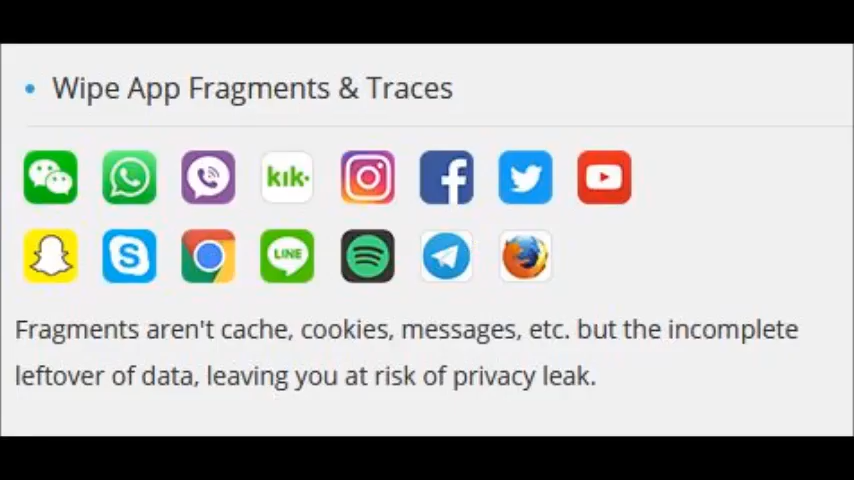 Wipe App Fragments & Traces
kik
LINE
Fragments aren't cache, cookies, messages, etc. but the incomplete
leftover of data, leaving you at risk of privacy leak.